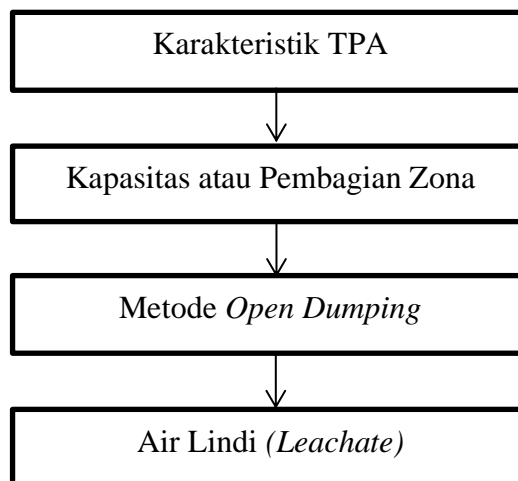 Karakteristik TPA
Kapasitas atau Pembagian Zona
Metode Open Dumping
Air Lindi (Leachate)